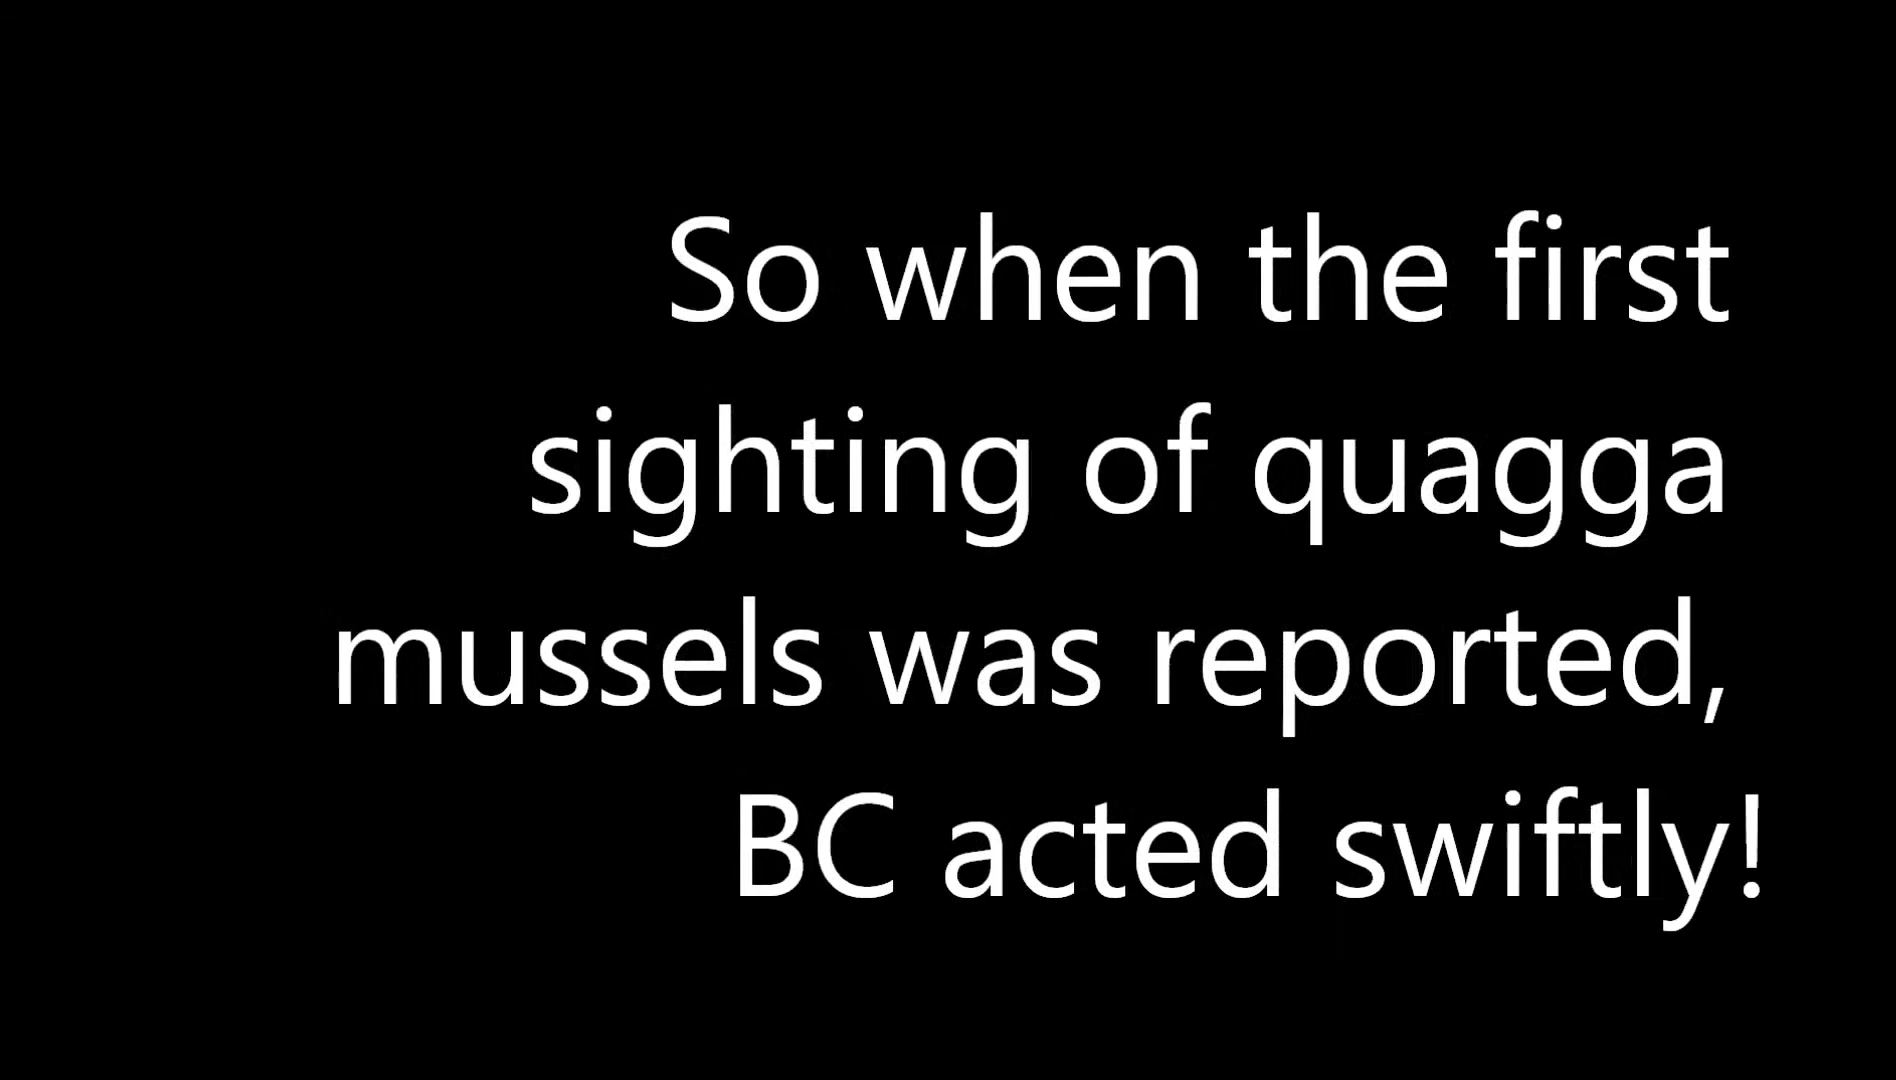 So when the first
sighting of quagga
mussels was reported,
BC acted swiftly!